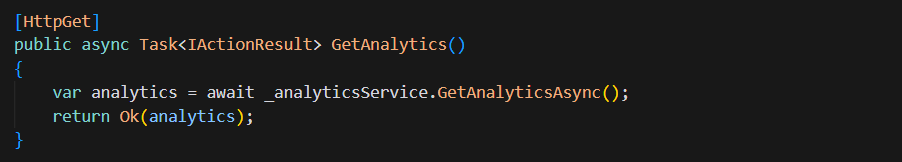 [HttpGet]
public async Task<IActionResult> GetAnalytics()
{
    var analytics = await _analyticsService.GetAnalyticsAsync();
    return Ok(analytics);
}